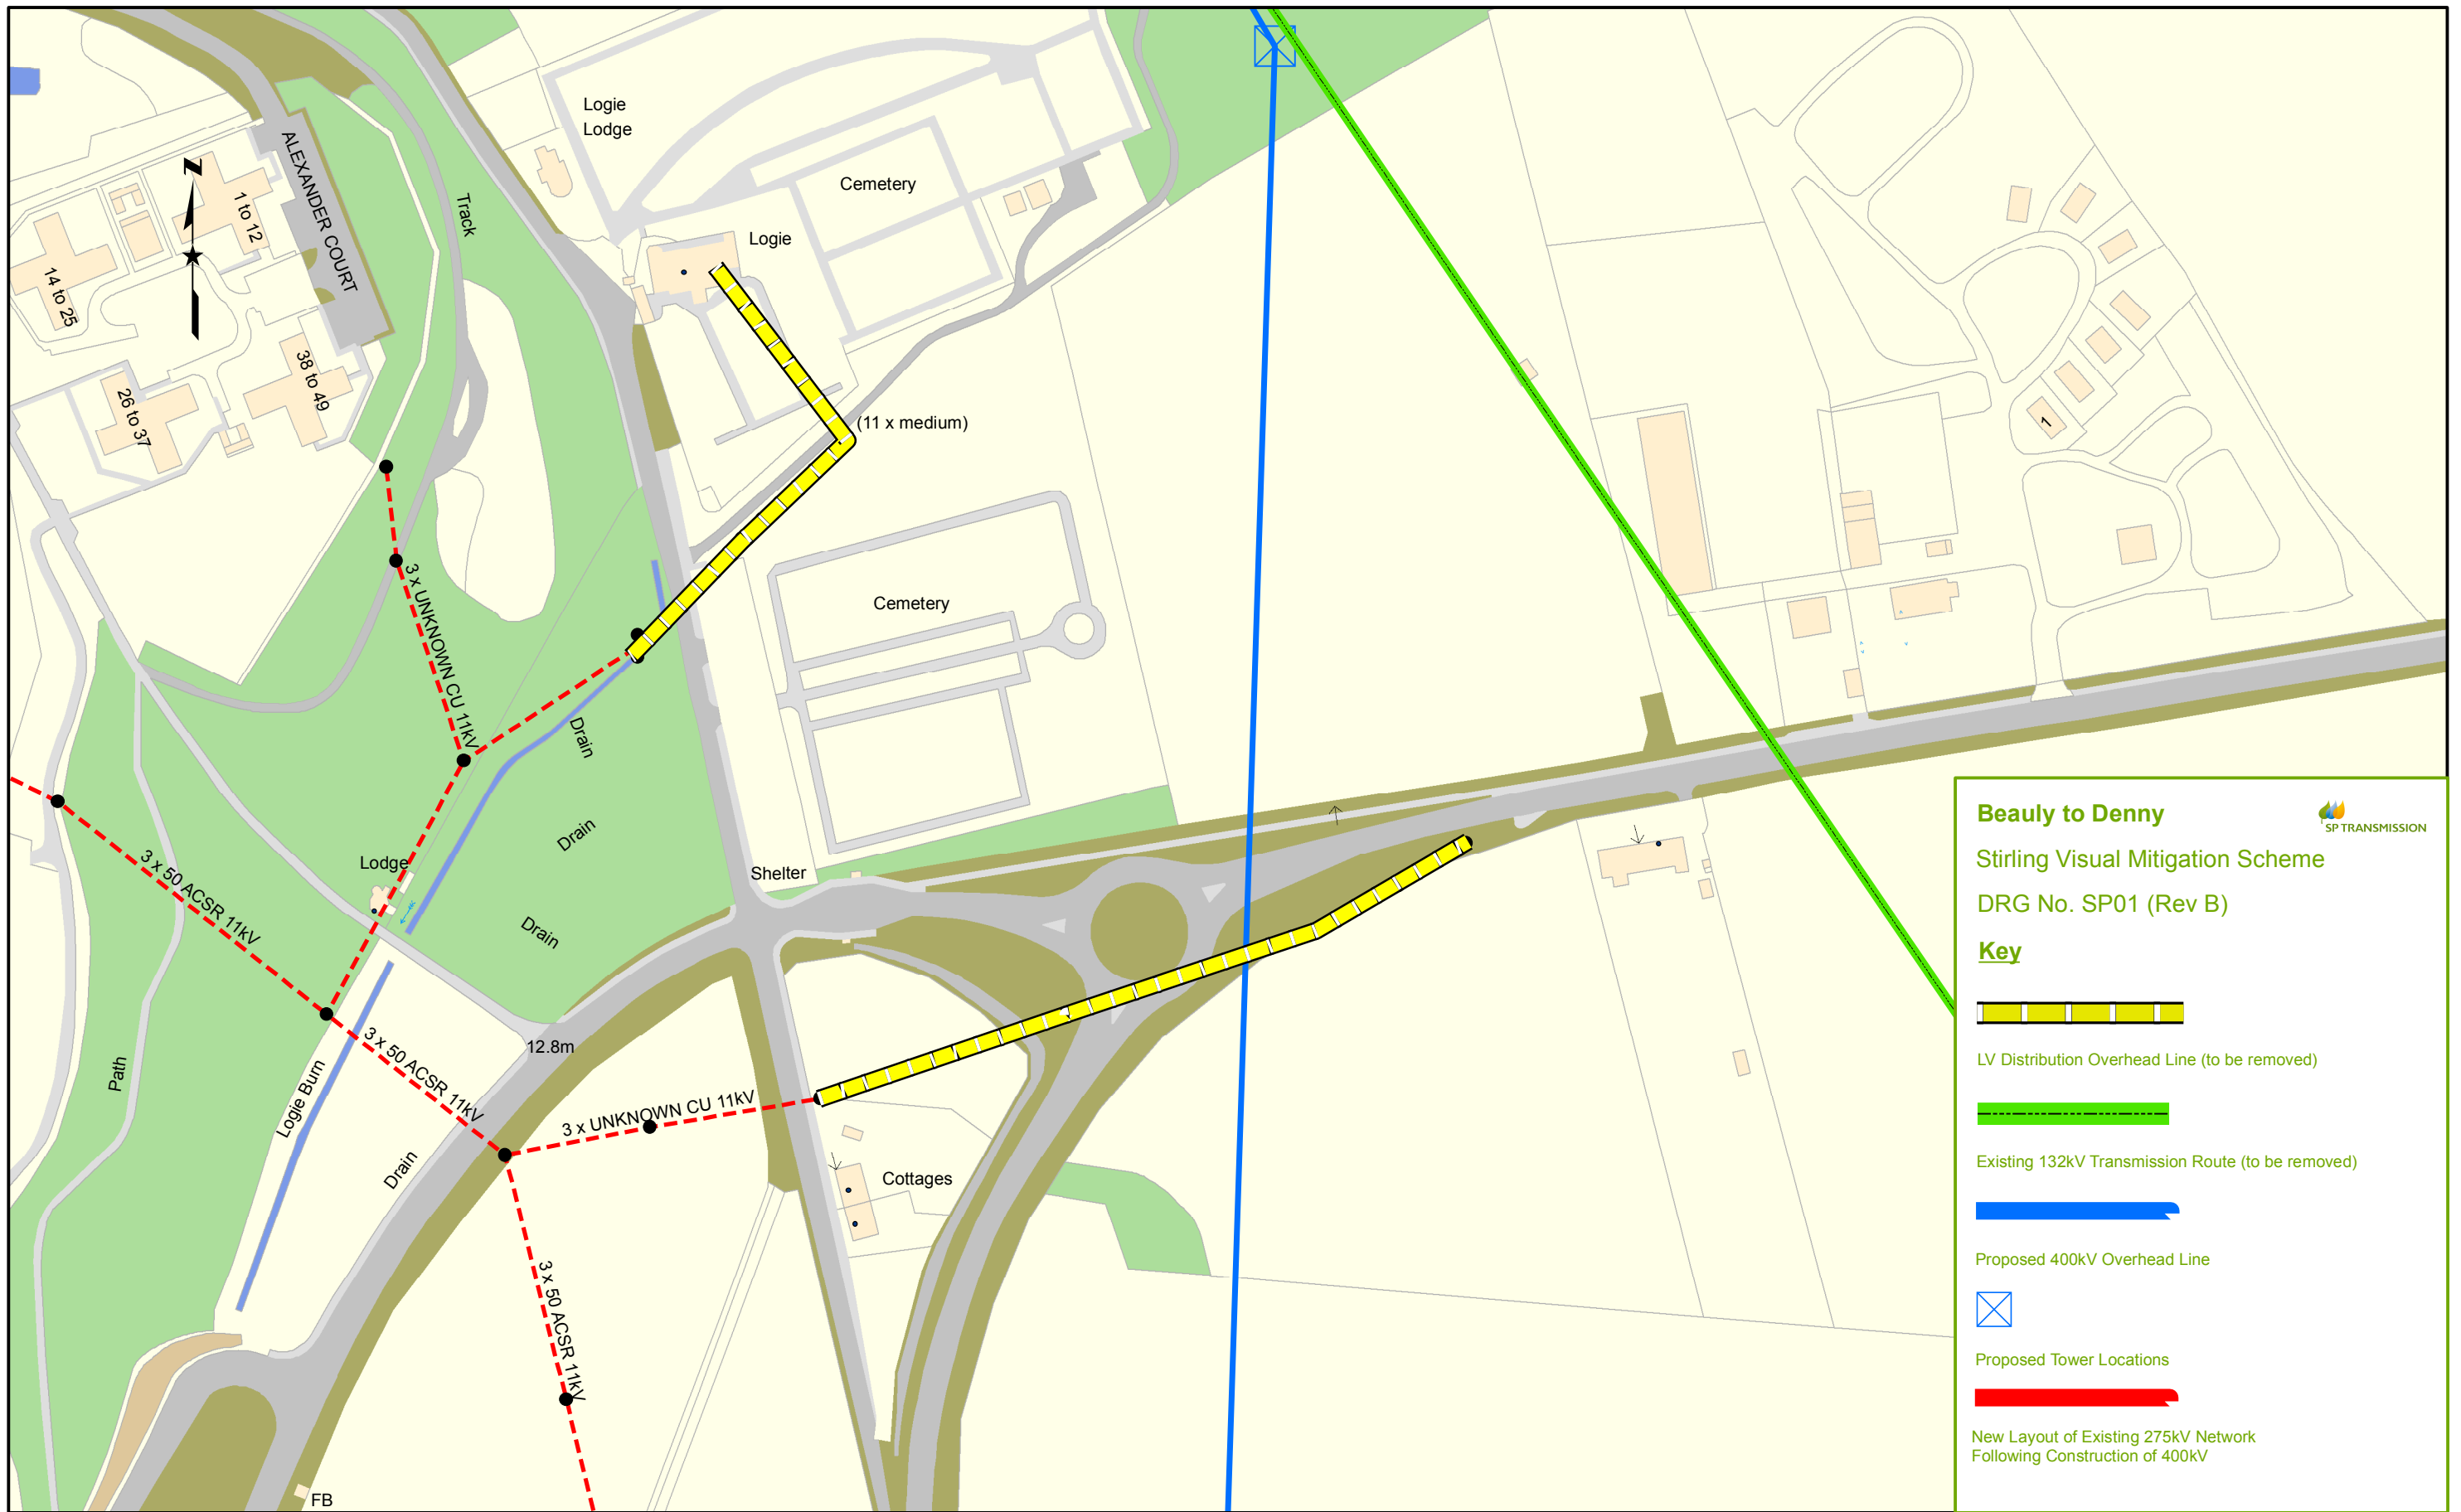 Logie
Lodge
Cemetery
Logie
ALEXANDER COURT
Track
N
1 to 12
14 to 25
38 to 49
26 to 37
(11 x medium)
1
3 x UNKNOWN CU 11kV
Cemetery
Drain
Drain
Drain
Lodge
Shelter
3 x 50 ACSR 11kV
3 x 50 ACSR 11kV
12.8m
Path
Logie Burn
Drain
3 x UNKNOWN CU 11kV
Cottages
3 x 50 ACSR 11kV
FB
Beauly to Denny
SP TRANSMISSION
Stirling Visual Mitigation Scheme
DRG No. SP01 (Rev B)
Key
LV Distribution Overhead Line (to be removed)
Existing 132kV Transmission Route (to be removed)
Proposed 400kV Overhead Line
Proposed Tower Locations
New Layout of Existing 275kV Network
Following Construction of 400kV